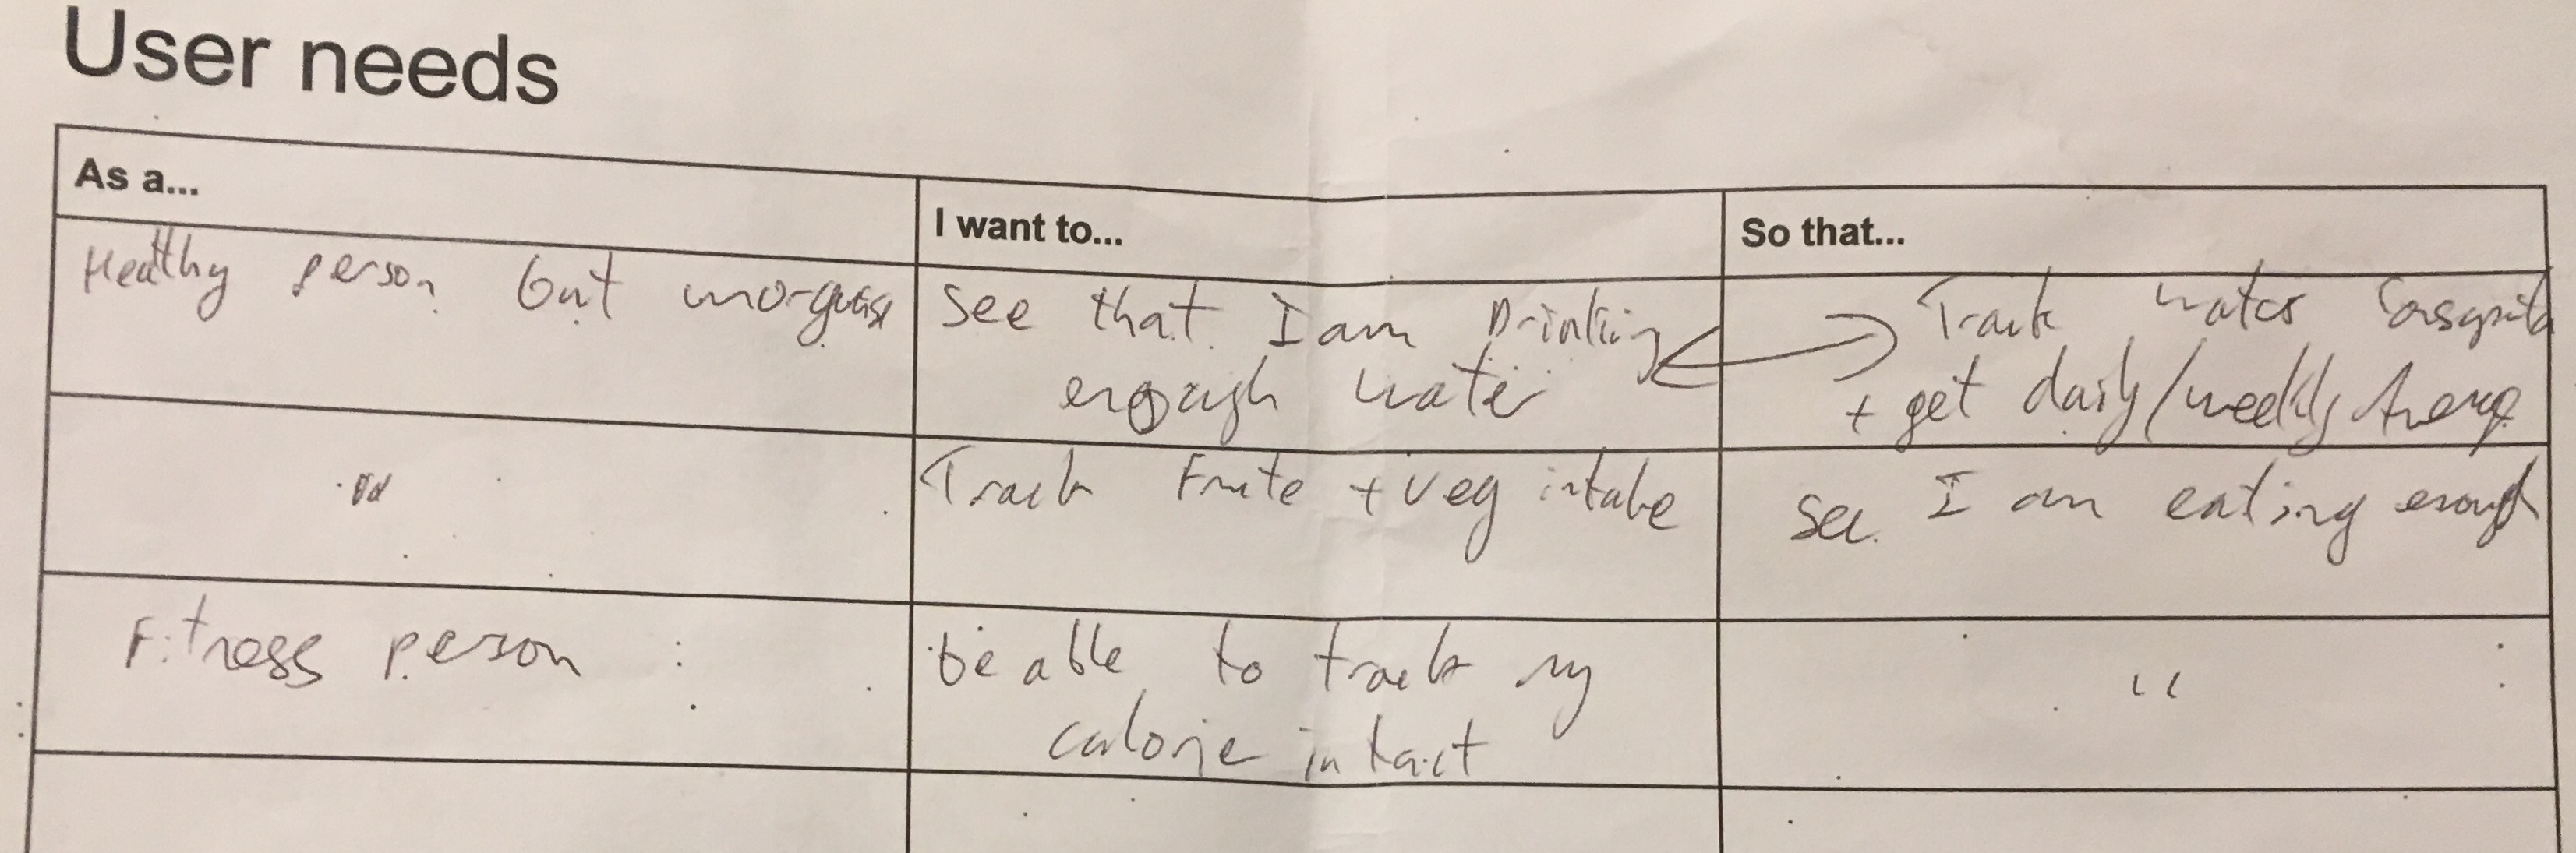 User needs
As a...
I want to...
So that...
Healthy person but
see that I am Drinking
enough water
Track water
+ get daily/weekly Average
"
Track Fruite + veg intake
see I am eating enough
Fitness person
be able to track my
calorie intact
"